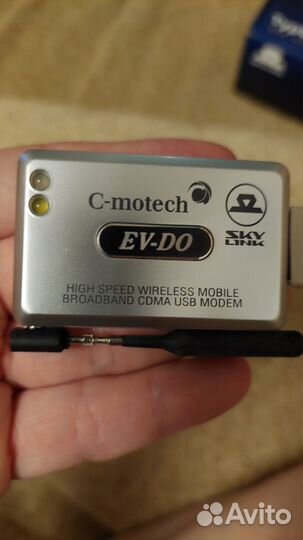 C-motech
EV-DO
SKY
LINK
HIGH SPEED WIRELESS MOBILE
BROADBAND CDMA USB MODEM
Avito